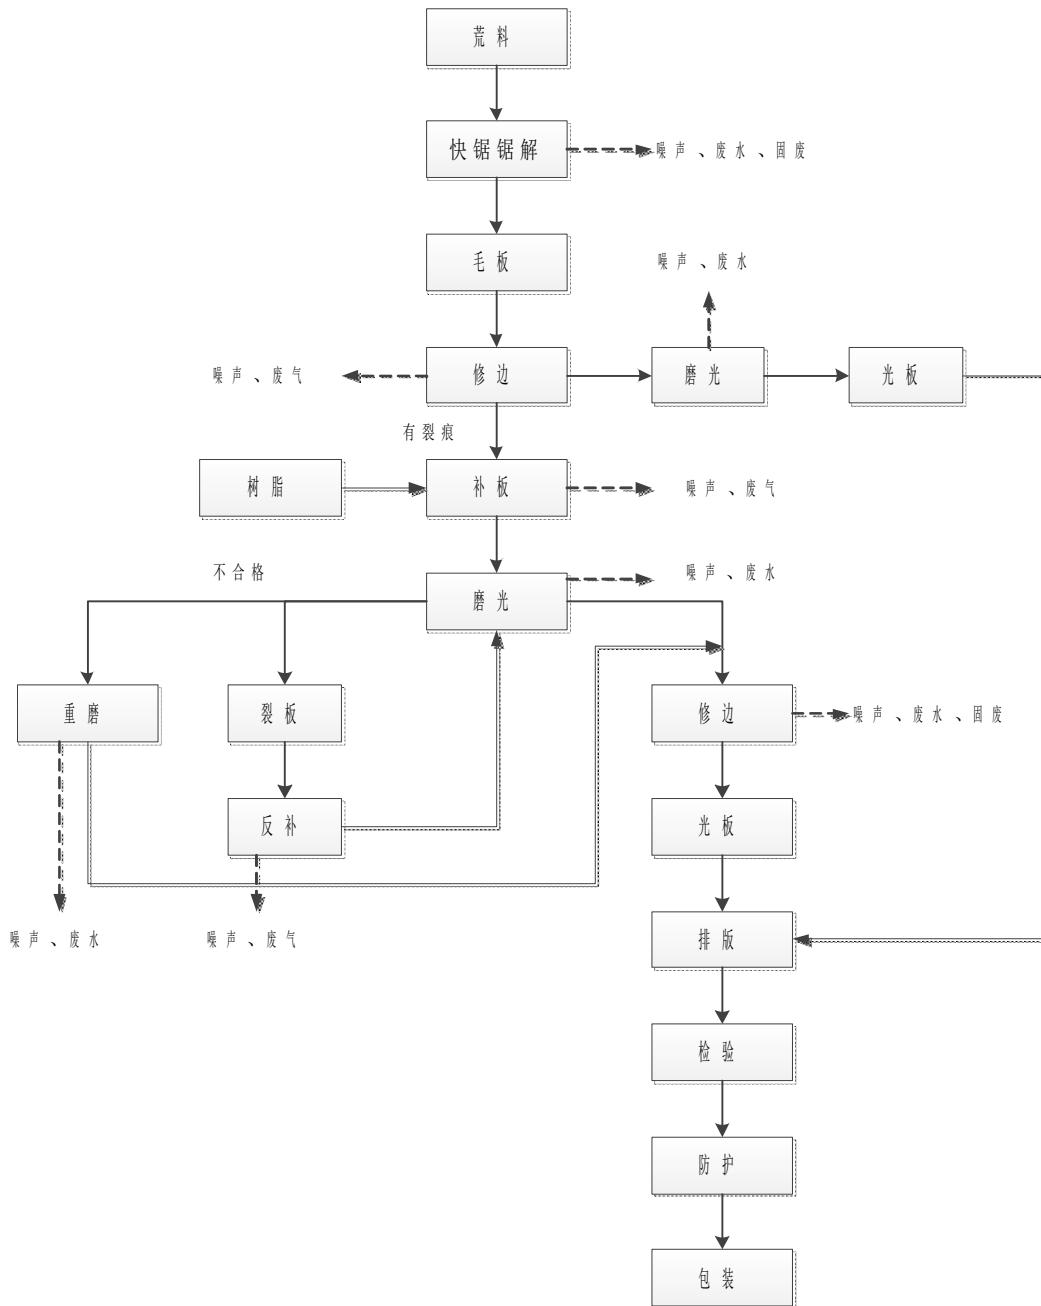 荒料
快锯锯解
噪声、废水、固废
毛板
噪声、废水
噪声、废气
修边
磨光
光板
有裂痕
树脂
补板
噪声、废气
不合格
磨光
噪声、废水
重磨
裂板
修边
噪声、废水、固废
反补
光板
噪声、废水
噪声、废气
排版
检验
防护
包装